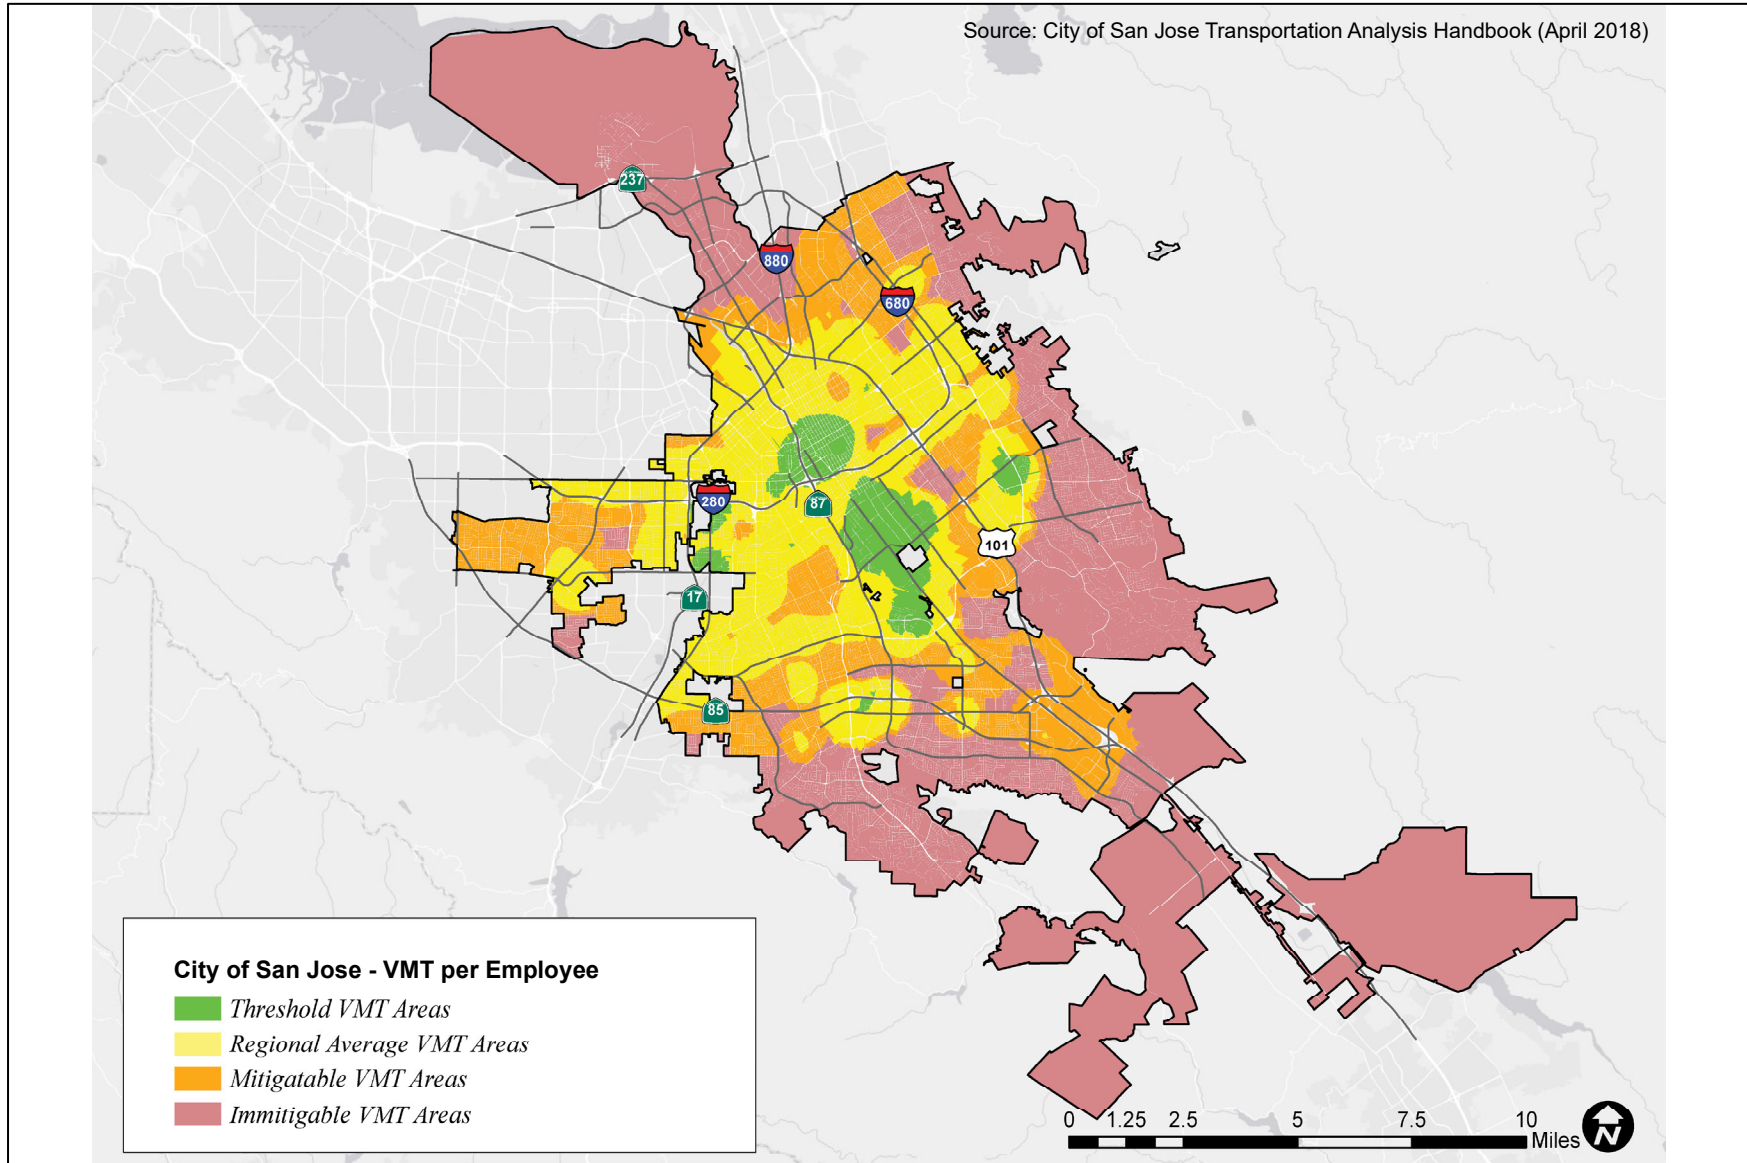 Source: City of San Jose Transportation Analysis Handbook (April 2018)
237
880
680
280
87
101
17
85
City of San Jose - VMT per Employee
Threshold VMT Areas
Regional Average VMT Areas
Mitigatable VMT Areas
Immitigable VMT Areas
0 1.25 2.5 5 7.5 10
Miles
N